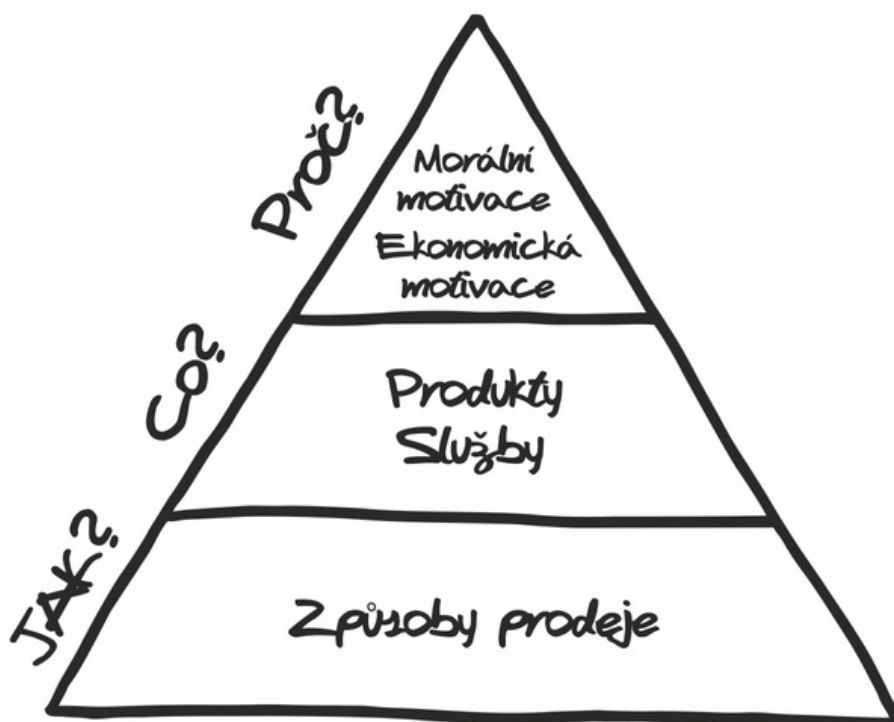 Proč?
Morální
motivace
Ekonomická
motivace
Co?
Produkty
Služby
JAK?
Způsoby prodeje